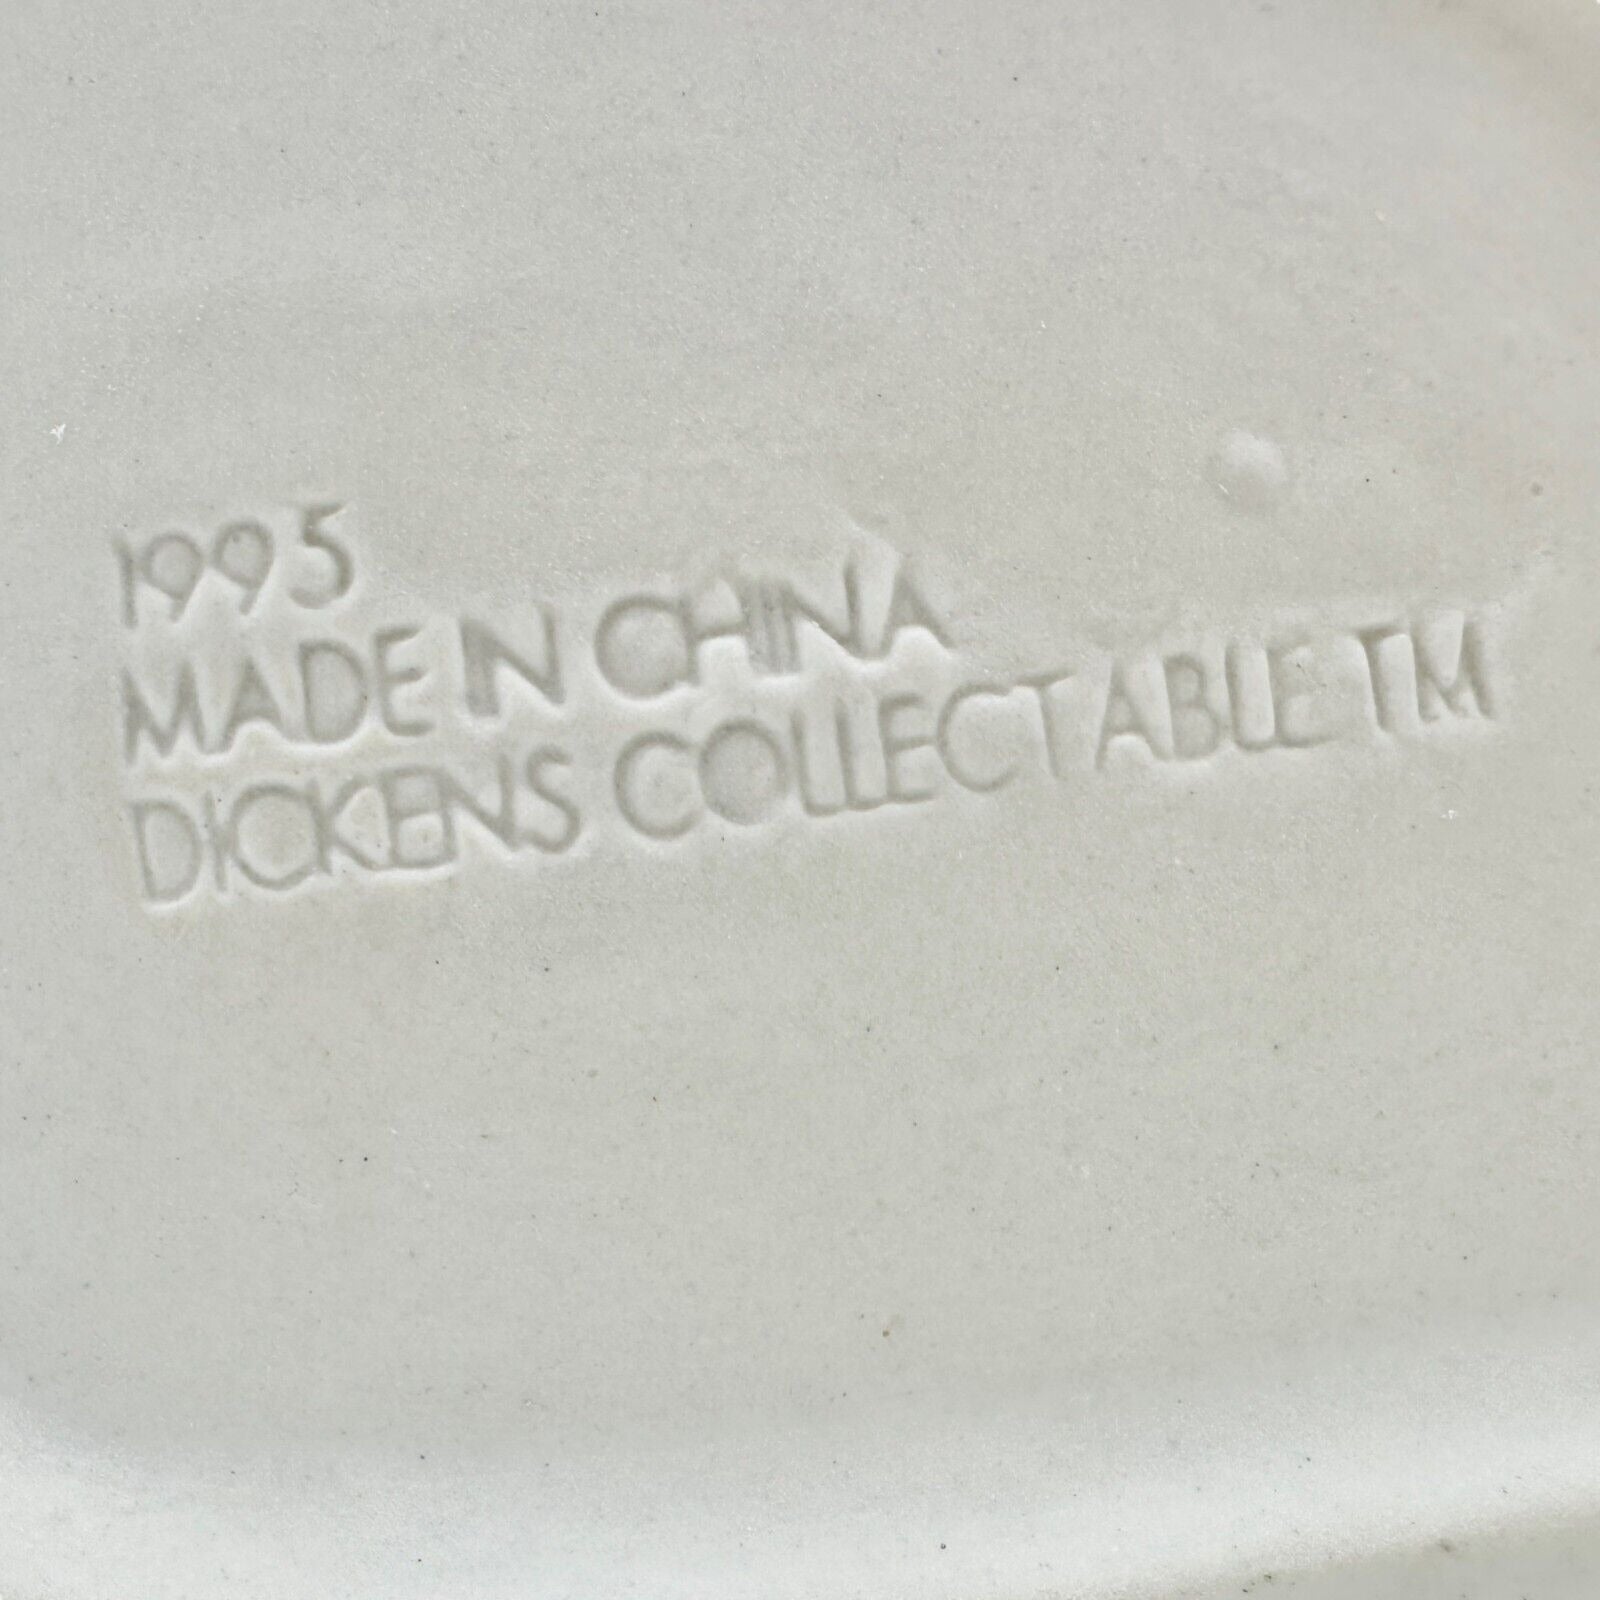 1995
MADE IN CHINA
DICKENS COLLECTABLE TM